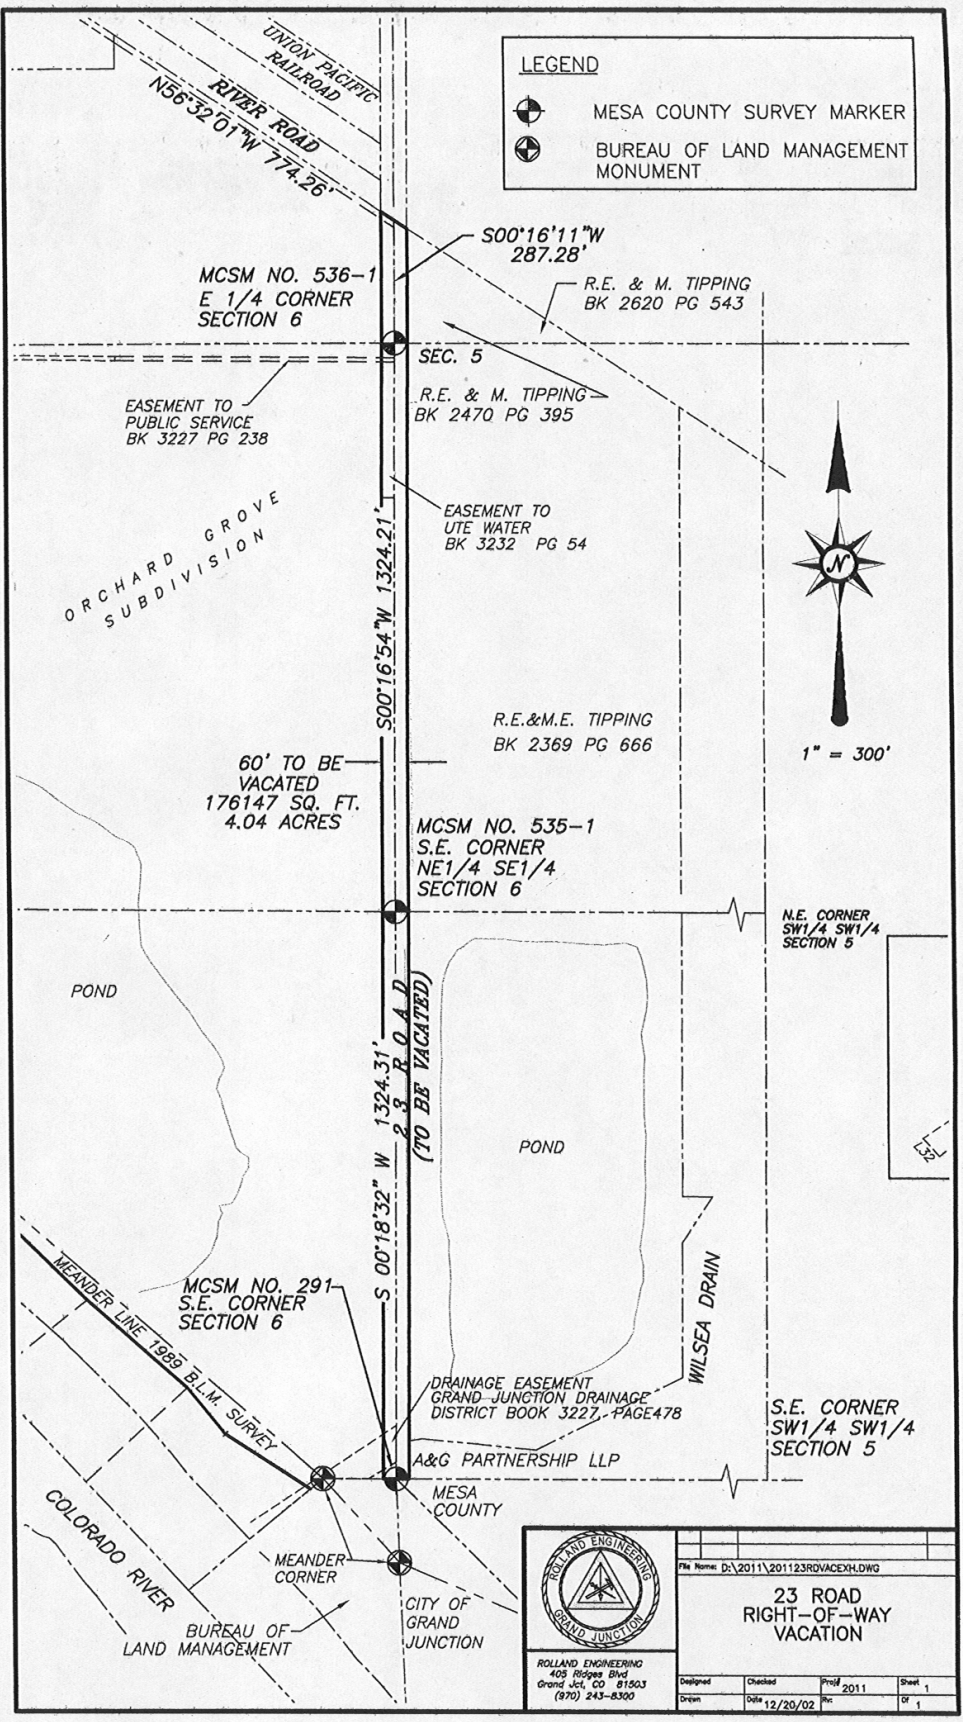 UNION PACIFIC
RAILROAD
RIVER ROAD
N56°32'01"W 774.26'
LEGEND
MESA COUNTY SURVEY MARKER
BUREAU OF LAND MANAGEMENT
MONUMENT
S00°16'11"W
287.28'
MCSM NO. 536-1
E 1/4 CORNER
SECTION 6
R.E. & M. TIPPING
BK 2620 PG 543
SEC. 5
R.E. & M. TIPPING
BK 2470 PG 395
EASEMENT TO
PUBLIC SERVICE
BK 3227 PG 238
EASEMENT TO
UTE WATER
BK 3232 PG 54
ORCHARD GROVE
SUBDIVISION
S00°16'54"W 1324.21'
N
1" = 300'
R.E.&M.E. TIPPING
BK 2369 PG 666
60' TO BE
VACATED
176147 SQ. FT.
4.04 ACRES
MCSM NO. 535-1
S.E. CORNER
NE1/4 SE1/4
SECTION 6
N.E. CORNER
SW1/4 SW1/4
SECTION 5
POND
23 ROAD
(TO BE VACATED)
S 00°18'32" W 1324.31'
POND
L32
WILSEA DRAIN
MCSM NO. 291
S.E. CORNER
SECTION 6
MEANDER LINE 1989 B.L.M. SURVEY
DRAINAGE EASEMENT
GRAND JUNCTION DRAINAGE
DISTRICT BOOK 3227, PAGE478
S.E. CORNER
SW1/4 SW1/4
SECTION 5
A&G PARTNERSHIP LLP
MESA
COUNTY
COLORADO RIVER
MEANDER
CORNER
CITY OF
GRAND
JUNCTION
BUREAU OF
LAND MANAGEMENT
ROLLAND ENGINEERING
GRAND JUNCTION
ROLLAND ENGINEERING
405 Ridges Blvd
Grand Jct, CO 81503
(970) 243-8300
File Name: D:\2011\201123RDVACEXH.DWG
23 ROAD
RIGHT-OF-WAY
VACATION
Designed Checked Proj# 2011 Sheet 1
Drawn Date 12/20/02 Rv: Of 1